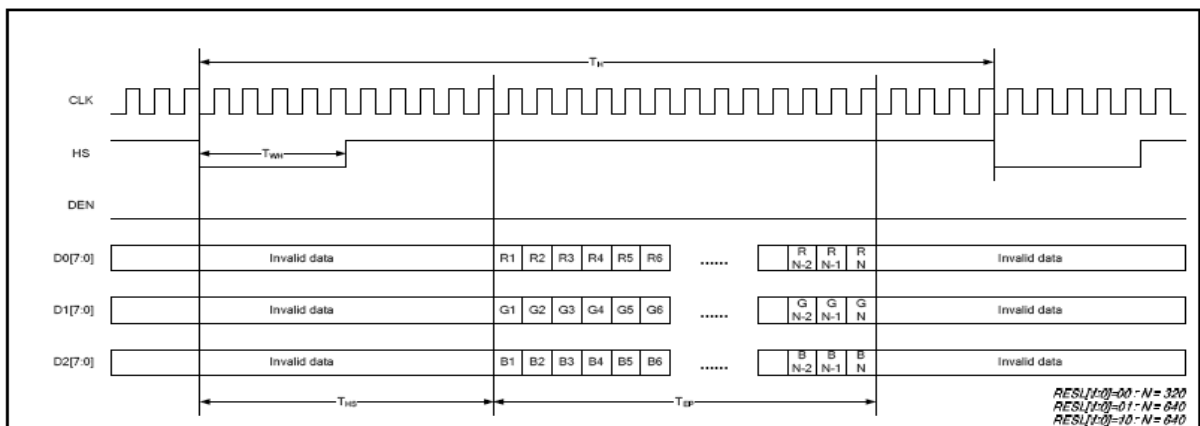 TH
CLK
HS
TWH
DEN
D0[7:0] Invalid data R1 R2 R3 R4 R5 R6 ...... R N-2 R N-1 R N Invalid data
D1[7:0] Invalid data G1 G2 G3 G4 G5 G6 ...... G N-2 G N-1 G N Invalid data
D2[7:0] Invalid data B1 B2 B3 B4 B5 B6 ...... B N-2 B N-1 B N Invalid data
THS TEP
RESL[1:0]=00 : N = 320
RESL[1:0]=01 : N = 640
RESL[1:0]=10 : N = 640